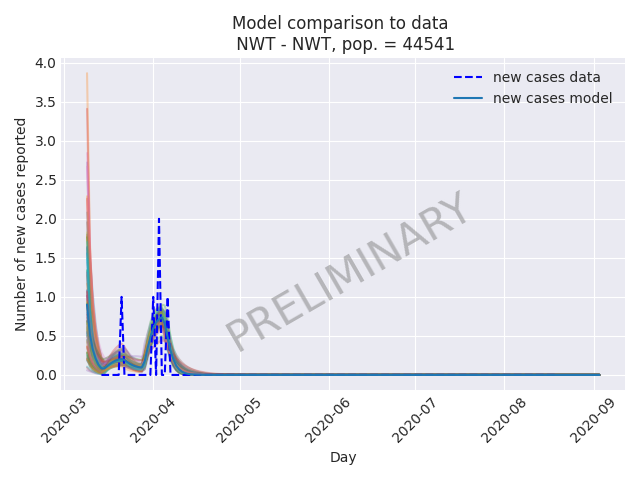 Model comparison to data
NWT - NWT, pop. = 44541
Number of new cases reported
4.0
3.5
3.0
2.5
2.0
1.5
1.0
0.5
0.0
new cases data
new cases model
PRELIMINARY
2020-03
2020-04
2020-05
2020-06
2020-07
2020-08
2020-09
Day